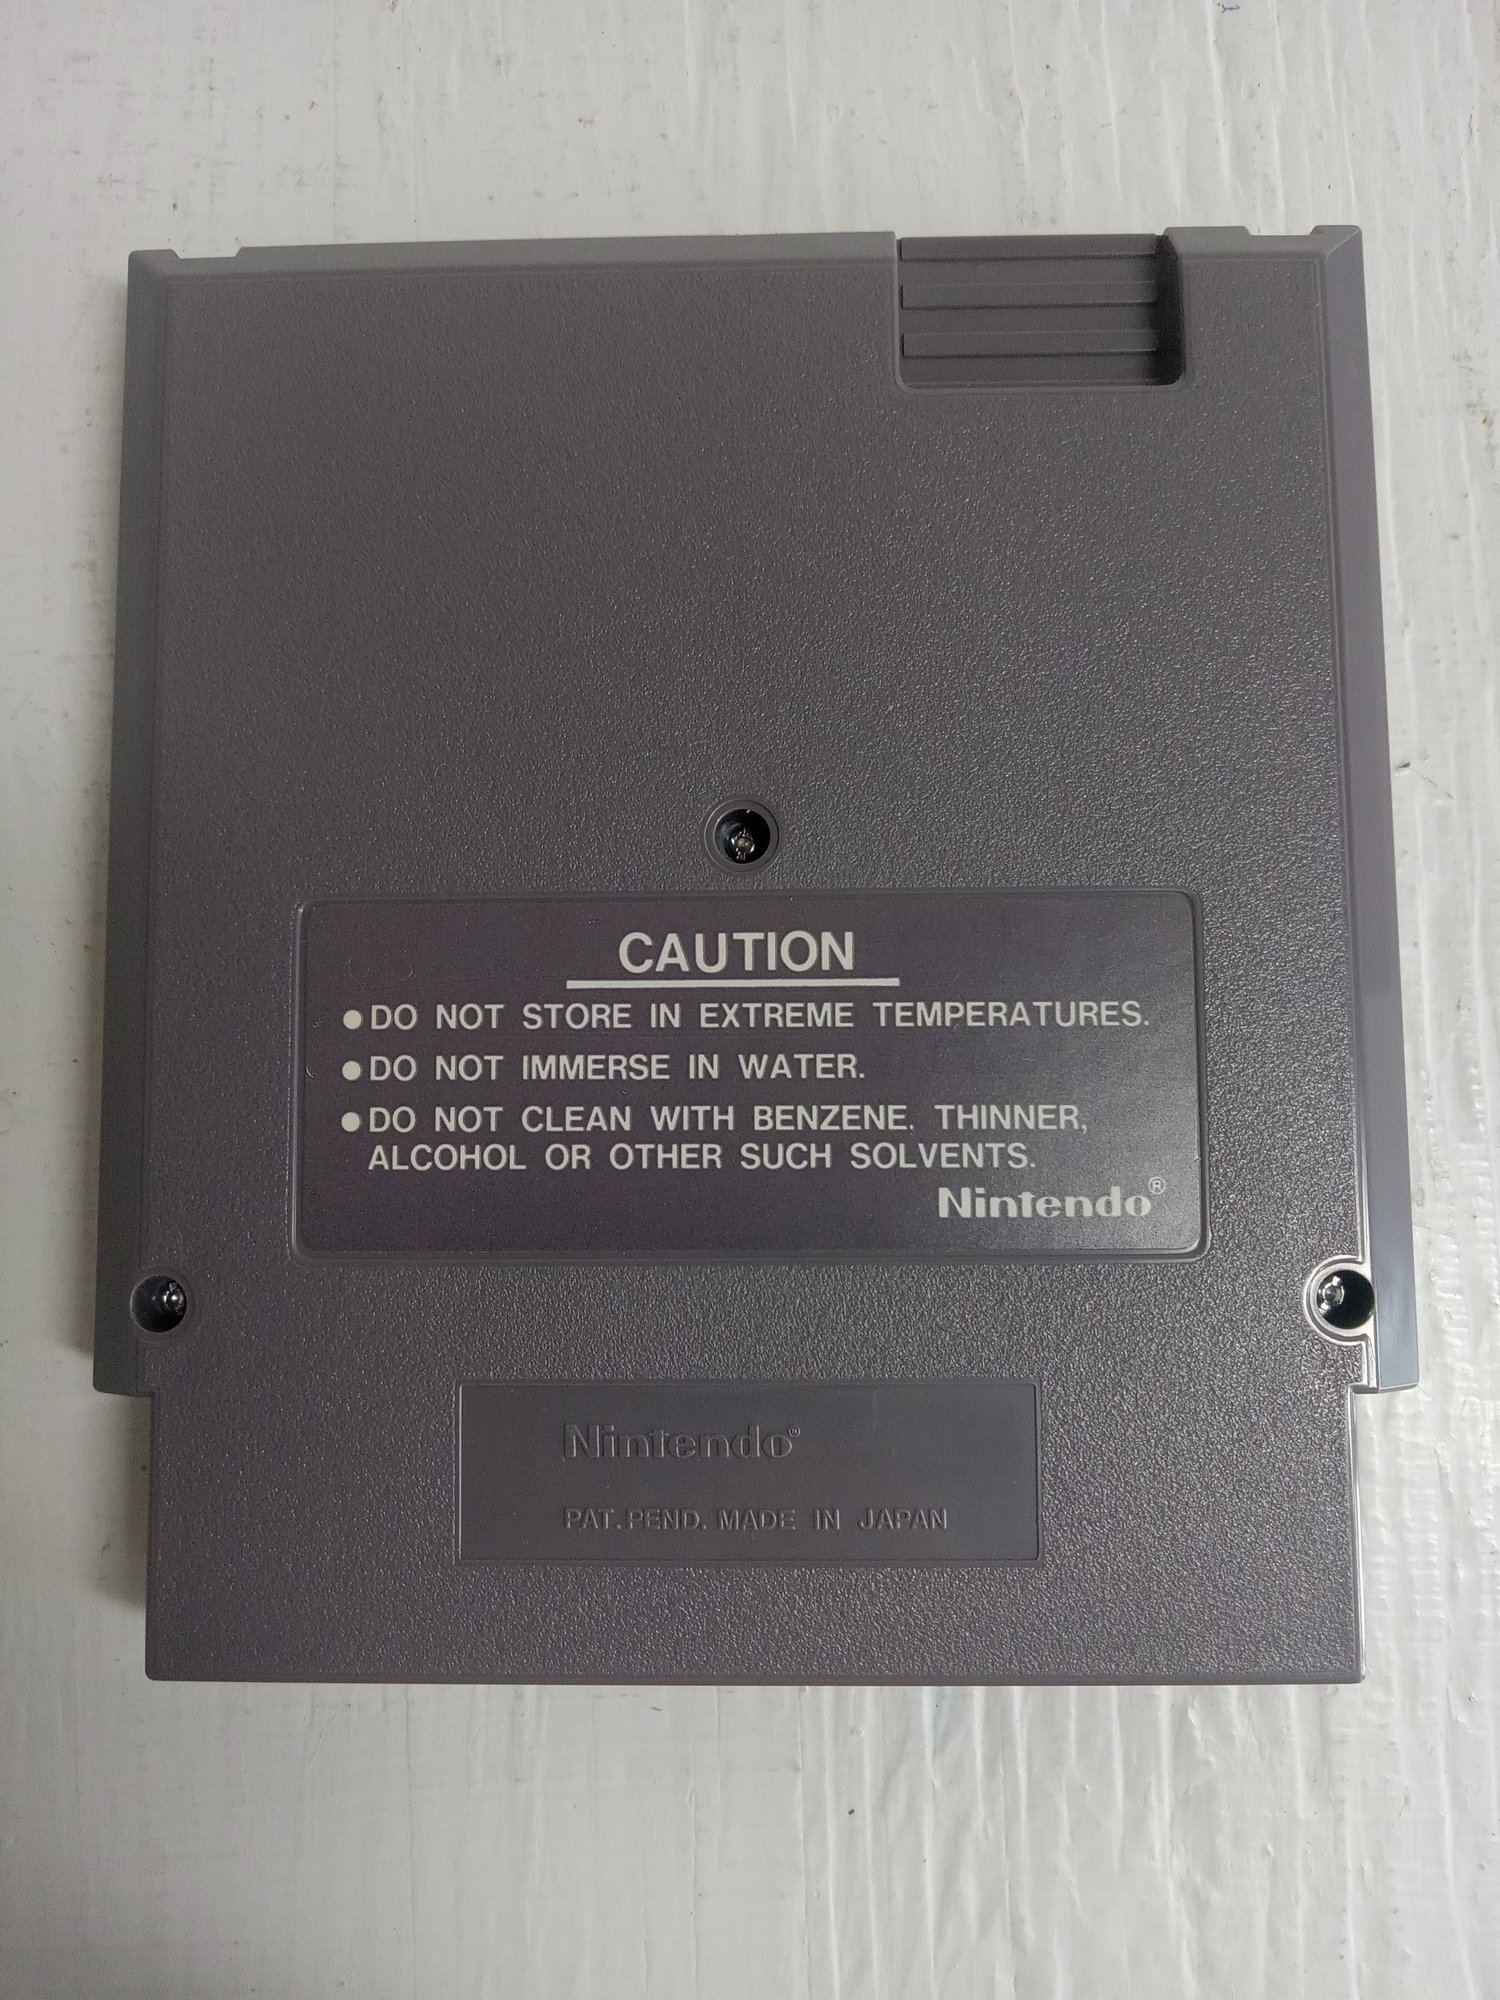 CAUTION
●DO NOT STORE IN EXTREME TEMPERATURES.
●DO NOT IMMERSE IN WATER.
●DO NOT CLEAN WITH BENZENE. THINNER,
ALCOHOL OR OTHER SUCH SOLVENTS.
Nintendo®
Nintendo®
PAT. PEND. MADE IN JAPAN